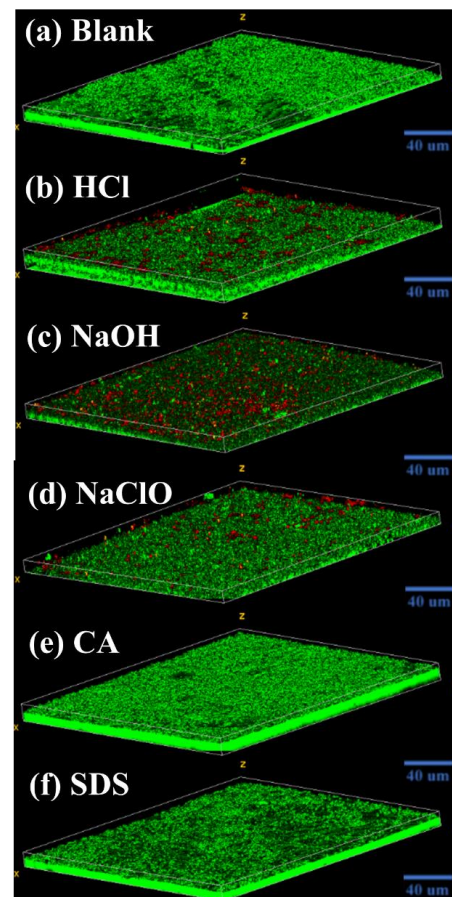 z
(a) Blank
x
40 um
z
(b) HCl
x
40 um
z
(c) NaOH
x
40 um
z
(d) NaClO
x
40 um
z
(e) CA
x
40 um
z
(f) SDS
x
40 um